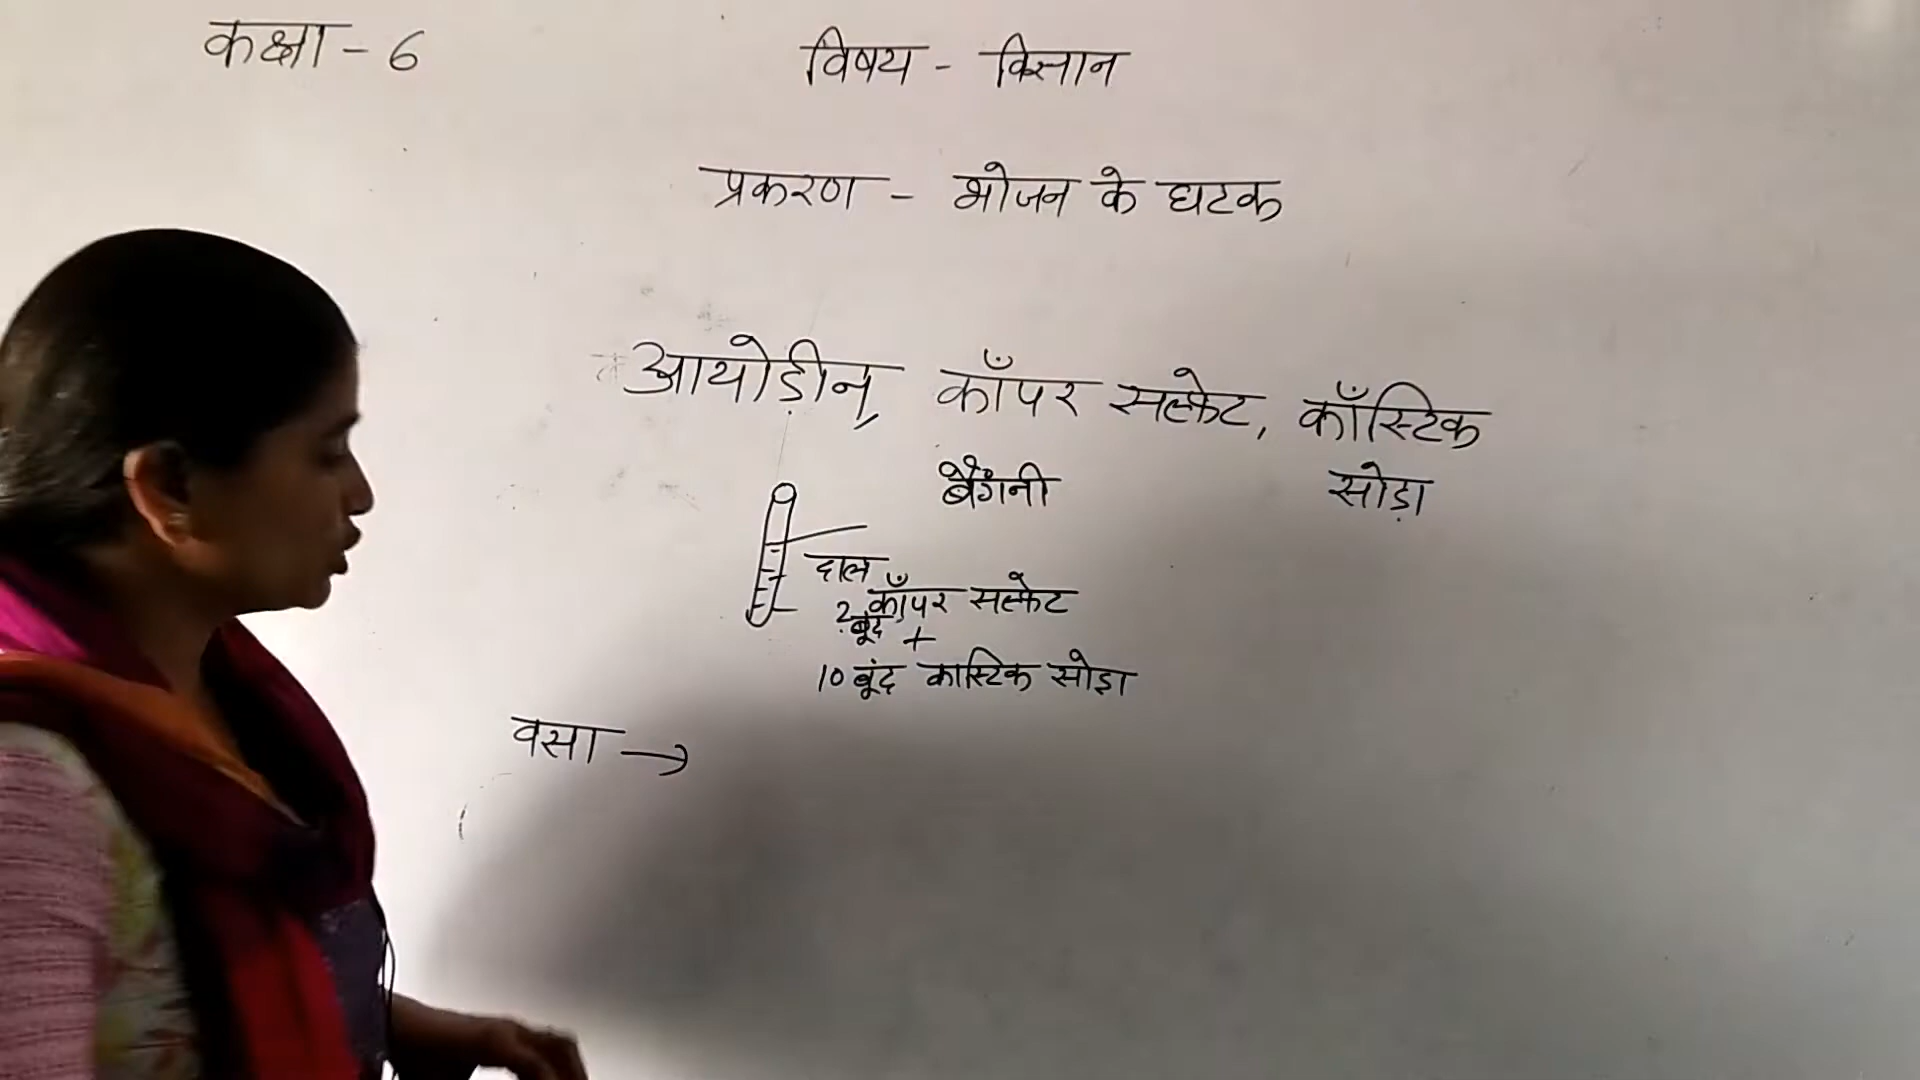 कक्षा - 6
विषय - विज्ञान
प्रकरण - भोजन के घटक
आयोड़ीन, कॉपर सल्फेट, कॉस्टिक
बैंगनी सोड़ा
दाल
2 बूंद कॉपर सल्फेट
+
10 बूंद कास्टिक सोडा
वसा →